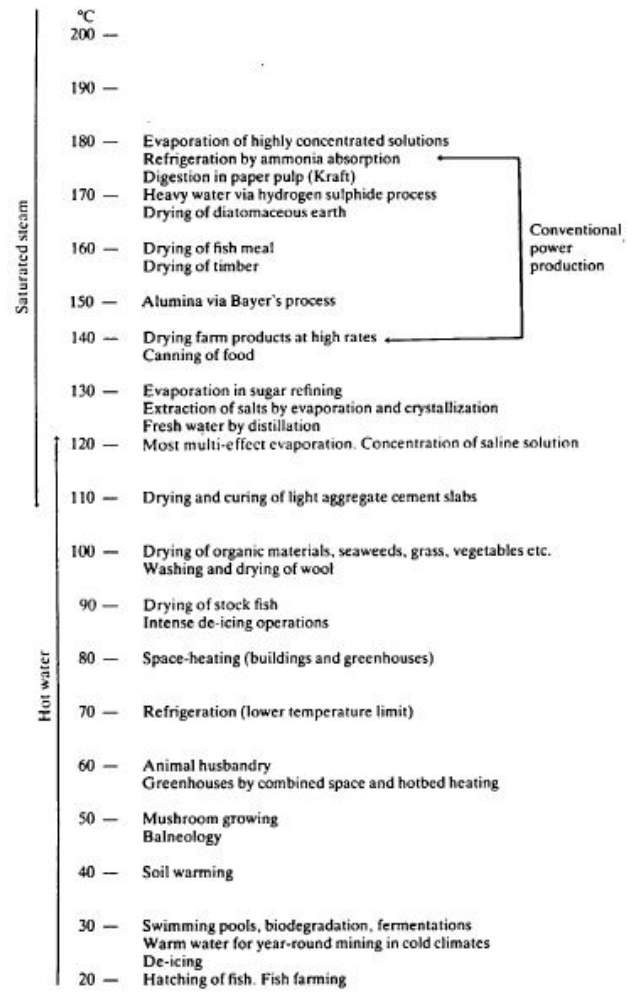 °C
200 —
190 —
180 — Evaporation of highly concentrated solutions
Refrigeration by ammonia absorption
Digestion in paper pulp (Kraft)
170 — Heavy water via hydrogen sulphide process
Drying of diatomaceous earth
160 — Drying of fish meal
Drying of timber
150 — Alumina via Bayer's process
140 — Drying farm products at high rates
Canning of food
130 — Evaporation in sugar refining
Extraction of salts by evaporation and crystallization
Fresh water by distillation
120 — Most multi-effect evaporation. Concentration of saline solution
110 — Drying and curing of light aggregate cement slabs
100 — Drying of organic materials, seaweeds, grass, vegetables etc.
Washing and drying of wool
90 — Drying of stock fish
Intense de-icing operations
80 — Space-heating (buildings and greenhouses)
70 — Refrigeration (lower temperature limit)
60 — Animal husbandry
Greenhouses by combined space and hotbed heating
50 — Mushroom growing
Balneology
40 — Soil warming
30 — Swimming pools, biodegradation, fermentations
Warm water for year-round mining in cold climates
De-icing
20 — Hatching of fish. Fish farming
Saturated steam
Hot water
Conventional
power
production